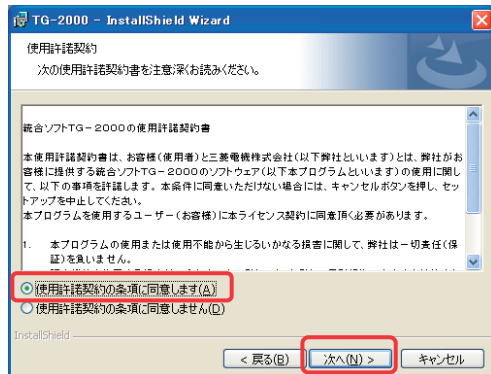 TG-2000 - InstallShield Wizard
使用許諾契約
次の使用許諾契約書を注意深くお読みください。
統合ソフトTG-2000の使用許諾契約書
本使用許諾契約書は、お客様(使用者)と三菱電機株式会社(以下弊社といいます)とは、弊社がお
客様に提供する統合ソフトTG-2000のソフトウェア(以下本プログラムといいます)の使用に関し
て、以下の事項を許諾します。本条件に同意いただけない場合には、キャンセルボタンを押し、セッ
トアップを中止してください。
本プログラムを使用するユーザー(お客様)に本ライセンス契約に同意頂く必要があります。
1. 本プログラムの使用または使用不能から生じるいかなる損害に関して、弊社は一切責任(保
証)を負いません。
使用許諾契約の条項に同意します(A)
使用許諾契約の条項に同意しません(D)
InstallShield
< 戻る(B)
次へ(N) >
キャンセル